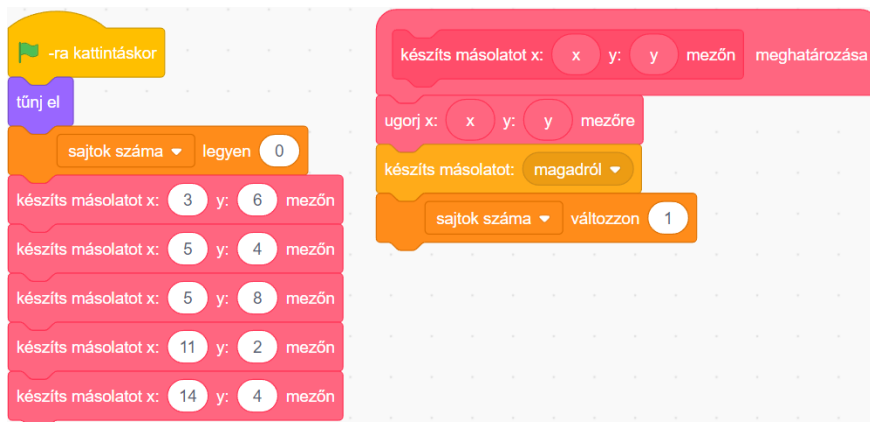 -ra kattintáskor
tűnj el
sajtok száma legyen 0
készíts másolatot x: 3 y: 6 mezőn
készíts másolatot x: 5 y: 4 mezőn
készíts másolatot x: 5 y: 8 mezőn
készíts másolatot x: 11 y: 2 mezőn
készíts másolatot x: 14 y: 4 mezőn
készíts másolatot x: x y: y mezőn meghatározása
ugorj x: x y: y mezőre
készíts másolatot: magadról
sajtok száma változzon 1